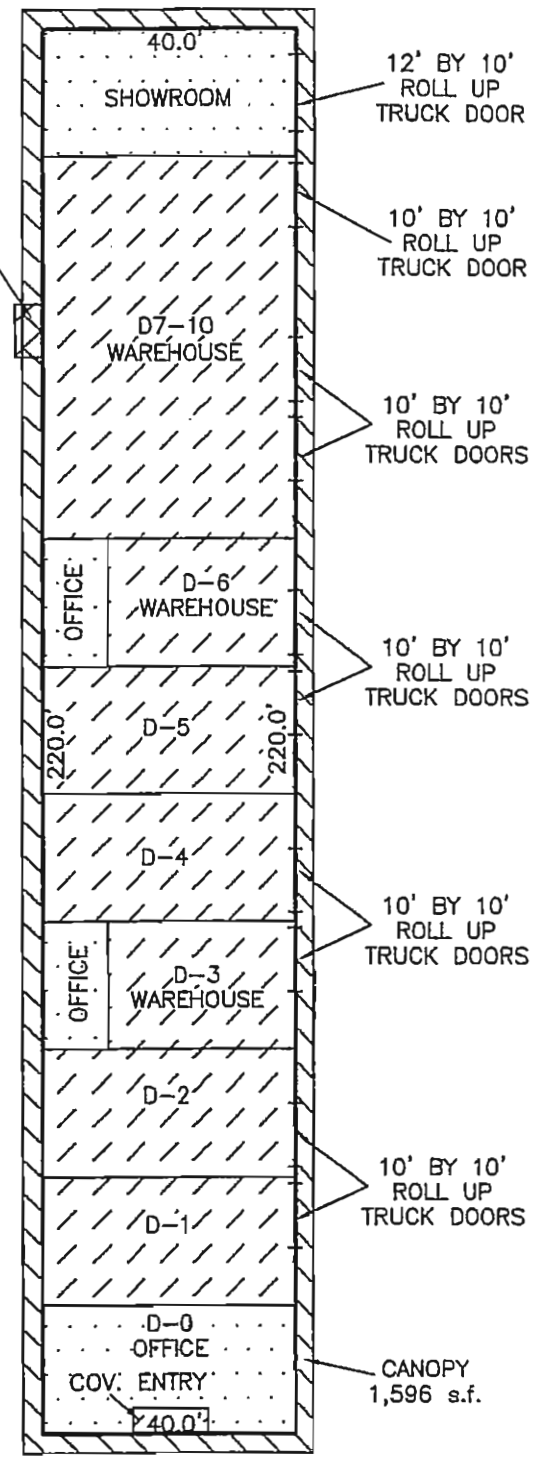 40.0'
SHOWROOM
12' BY 10'
ROLL UP
TRUCK DOOR
10' BY 10'
ROLL UP
TRUCK DOOR
D7-10
WAREHOUSE
10' BY 10'
ROLL UP
TRUCK DOORS
OFFICE
D-6
WAREHOUSE
10' BY 10'
ROLL UP
TRUCK DOORS
220.0'
D-5
220.0'
D-4
10' BY 10'
ROLL UP
TRUCK DOORS
OFFICE
D-3
WAREHOUSE
D-2
10' BY 10'
ROLL UP
TRUCK DOORS
D-1
D-0
OFFICE
COV. ENTRY
40.0'
CANOPY
1,596 s.f.